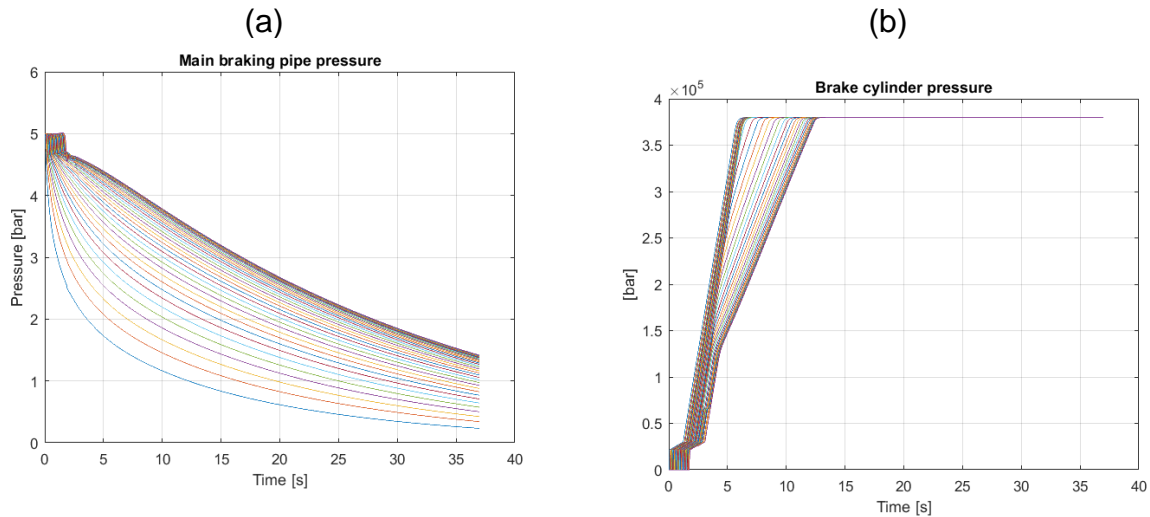 (a)
Main braking pipe pressure
6
5
4
3
2
1
0
Pressure [bar]
0 5 10 15 20 25 30 35 40
Time [s]
(b)
Brake cylinder pressure
×10⁵
4
3.5
3
2.5
2
1.5
1
0.5
0
[bar]
0 5 10 15 20 25 30 35 40
Time [s]